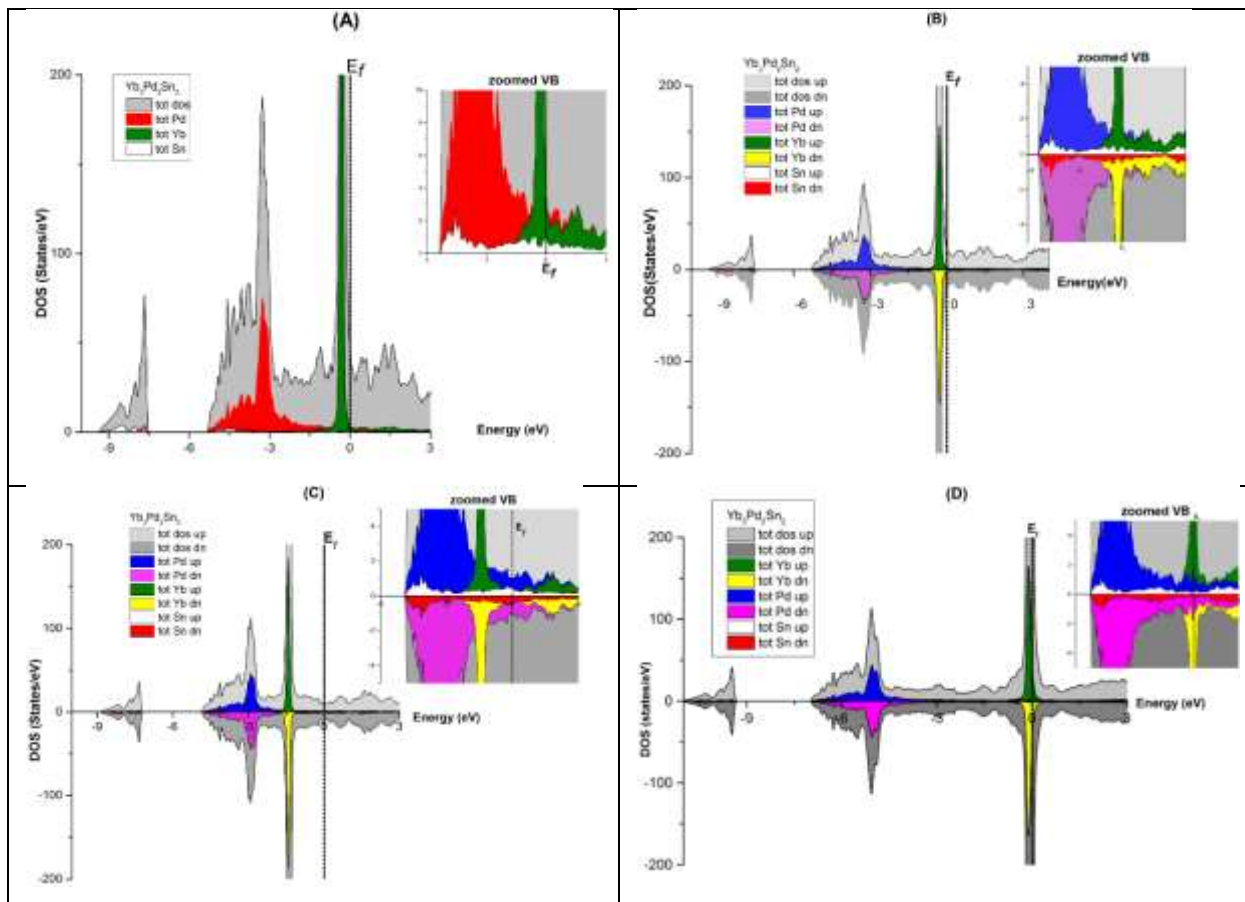 (A)
200
100
0
DOS (States/eV)
Yb2Pd2Sn2
tot dos
tot Pd
tot Yb
tot Sn
Ef
zoomed VB
Ef
-9
-6
-3
0
3
Energy (eV)
(B)
200
100
0
-100
-200
DOS(States/eV)
tot dos up
tot dos dn
tot Pd up
tot Pd dn
tot Yb up
tot Yb dn
tot Sn up
tot Sn dn
Ef
zoomed VB
-9
-6
-3
0
3
Energy(eV)
(C)
200
100
0
-100
-200
DOS (States/eV)
tot dos up
tot dos dn
tot Pd up
tot Pd dn
tot Yb up
tot Yb dn
tot Sn up
tot Sn dn
Ef
zoomed VB
-9
-6
-3
0
3
Energy (eV)
(D)
200
100
0
-100
-200
DOS (states/eV)
tot dos up
tot dos dn
tot Yb up
tot Yb dn
tot Pd up
tot Pd dn
tot Sn up
tot Sn dn
zoomed VB
-9
-6
-3
0
3
Energy (eV)